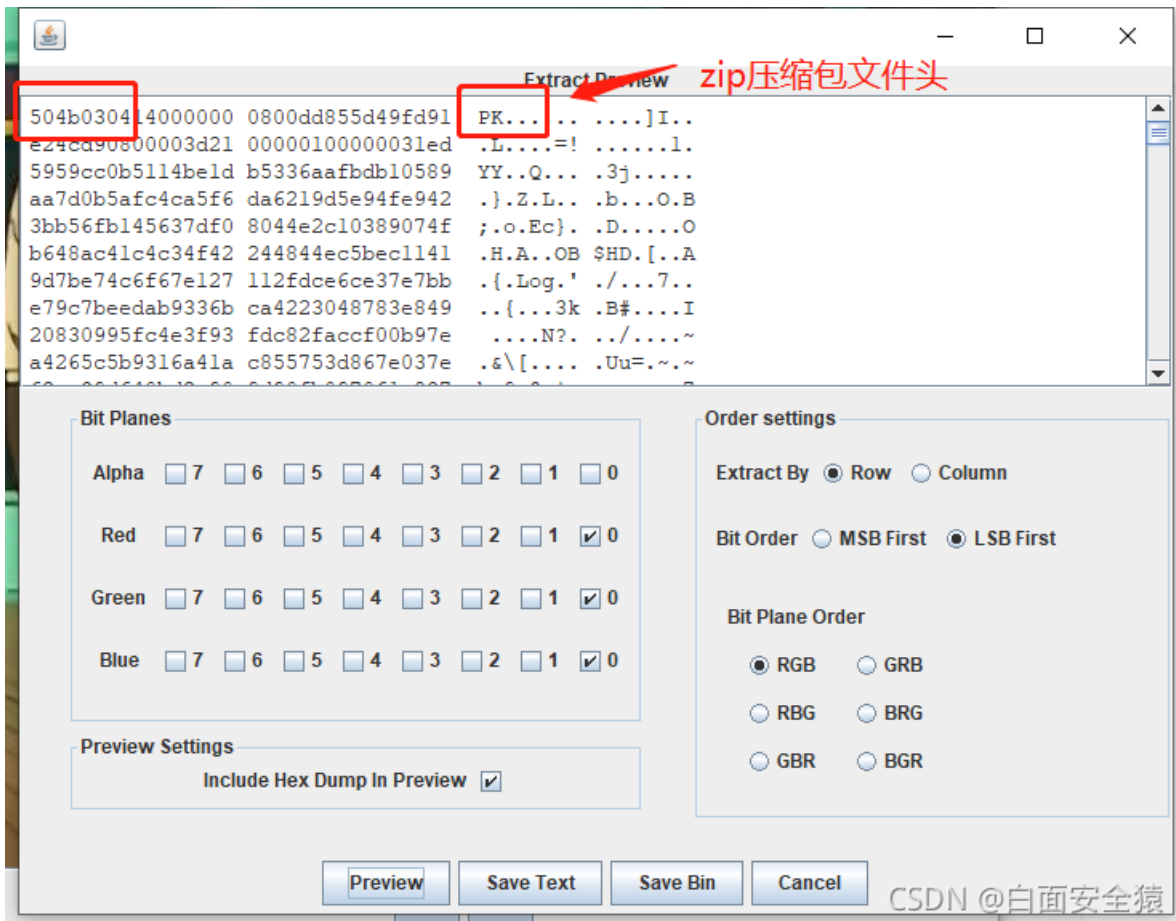 Extract Preview
zip压缩包文件头
504b030414000000 0800dd855d49fd91 PK...... ....]I..
e24cd90800003d21 00000100000031ed .L....=! ......1.
5959cc0b5114be1d b5336aafbdb10589 YY..Q... .3j.....
aa7d0b5afc4ca5f6 da6219d5e94fe942 .}.Z.L.. .b...O.B
3bb56fb145637df0 8044e2c10389074f ;.o.Ec}. .D.....O
b648ac41c4c34f42 244844ec5bec1141 .H.A..OB $HD.[..A
9d7be74c6f67e127 112fdce6ce37e7bb .{.Log.' ./...7..
e79c7beedab9336b ca4223048783e849 ..{...3k .B#....I
20830995fc4e3f93 fdc82faccf00b97e ....N?. ../....~
a4265c5b9316a41a c855753d867e037e .&\[.... .Uu=.~.~
Bit Planes
Alpha 7 6 5 4 3 2 1 0
Red 7 6 5 4 3 2 1 0
Green 7 6 5 4 3 2 1 0
Blue 7 6 5 4 3 2 1 0
Preview Settings
Include Hex Dump In Preview
Order settings
Extract By Row Column
Bit Order MSB First LSB First
Bit Plane Order
RGB GRB
RBG BRG
GBR BGR
Preview Save Text Save Bin Cancel
CSDN @白面安全猿